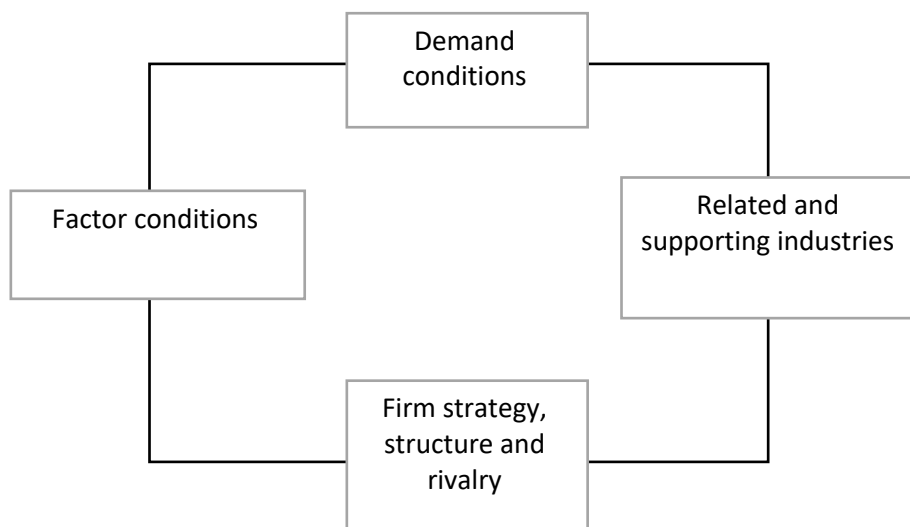 Demand
conditions
Factor conditions
Related and
supporting industries
Firm strategy,
structure and
rivalry